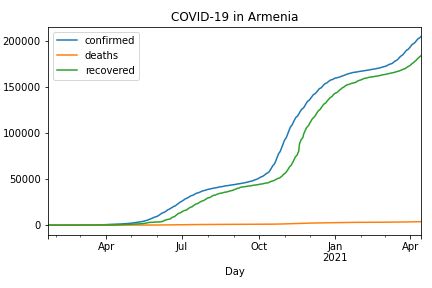 COVID-19 in Armenia
confirmed
deaths
recovered
200000
150000
100000
50000
0
Apr Jul Oct Jan Apr
2021
Day